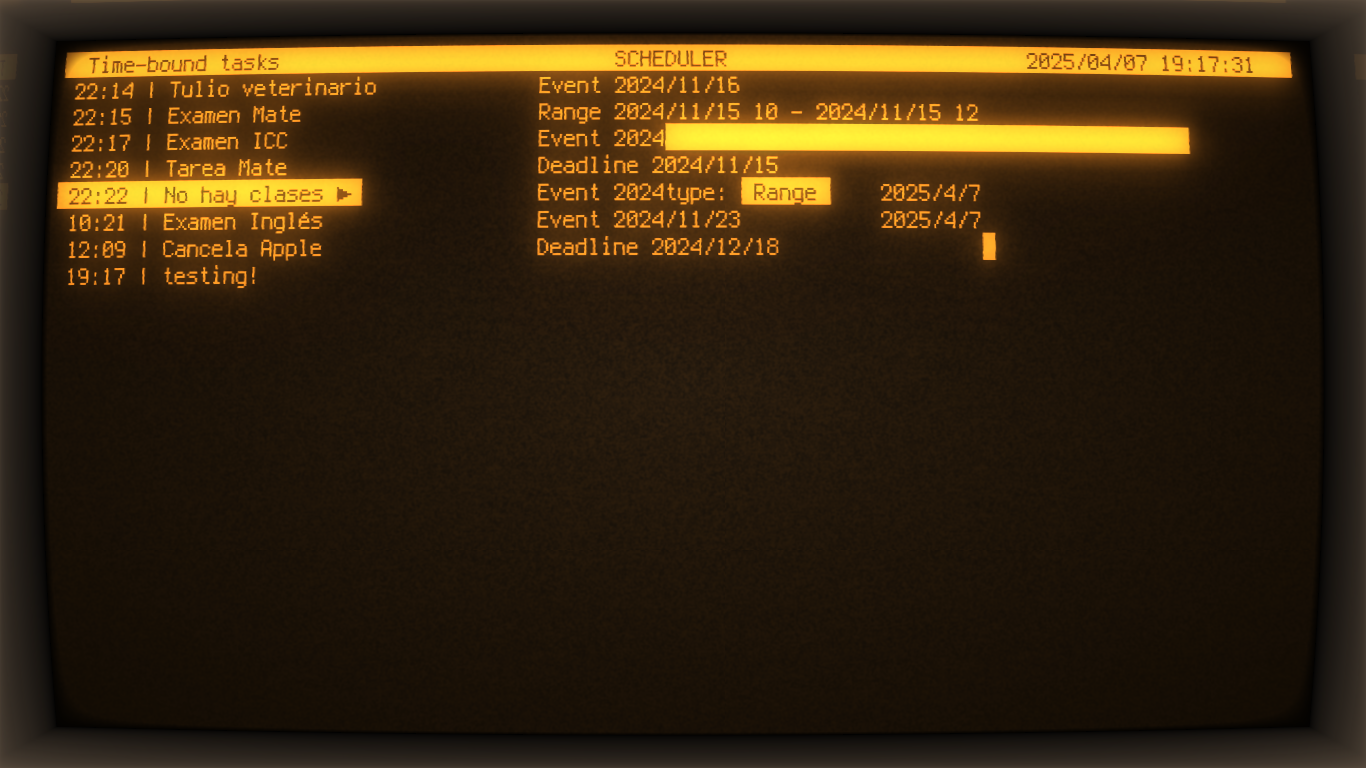 Time-bound tasks SCHEDULER 2025/04/07 19:17:31
22:14 | Tulio veterinario Event 2024/11/16
22:15 | Examen Mate Range 2024/11/15 10 - 2024/11/15 12
22:17 | Examen ICC Event 2024
22:20 | Tarea Mate Deadline 2024/11/15
22:22 | No hay clases ► Event 2024type: Range 2025/4/7
10:21 | Examen Inglés Event 2024/11/23 2025/4/7
12:09 | Cancela Apple Deadline 2024/12/18
19:17 | testing!